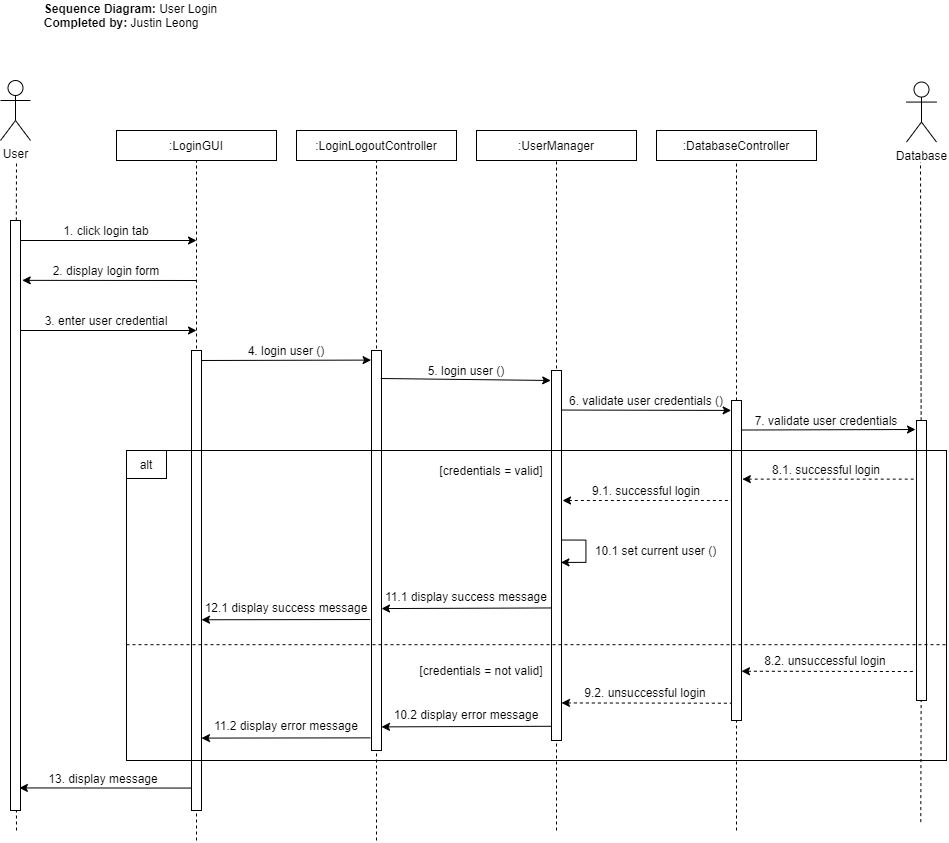 Sequence Diagram: User Login
Completed by: Justin Leong
User
:LoginGUI
:LoginLogoutController
:UserManager
:DatabaseController
Database
1. click login tab
2. display login form
3. enter user credential
4. login user ()
5. login user ()
6. validate user credentials ()
7. validate user credentials
alt
[credentials = valid]
8.1. successful login
9.1. successful login
10.1 set current user ()
11.1 display success message
12.1 display success message
[credentials = not valid]
8.2. unsuccessful login
9.2. unsuccessful login
10.2 display error message
11.2 display error message
13. display message